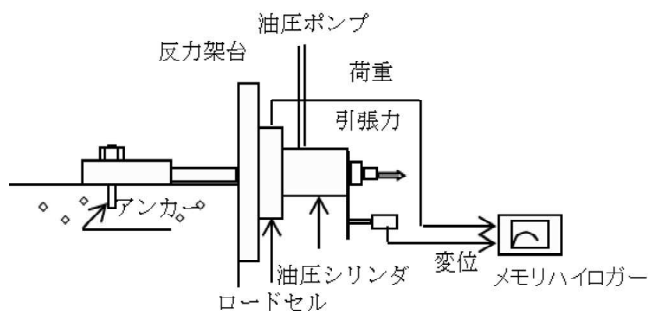 油圧ポンプ
反力架台
荷重
引張力
アンカー
油圧シリンダ
変位
メモリハイロガー
ロードセル